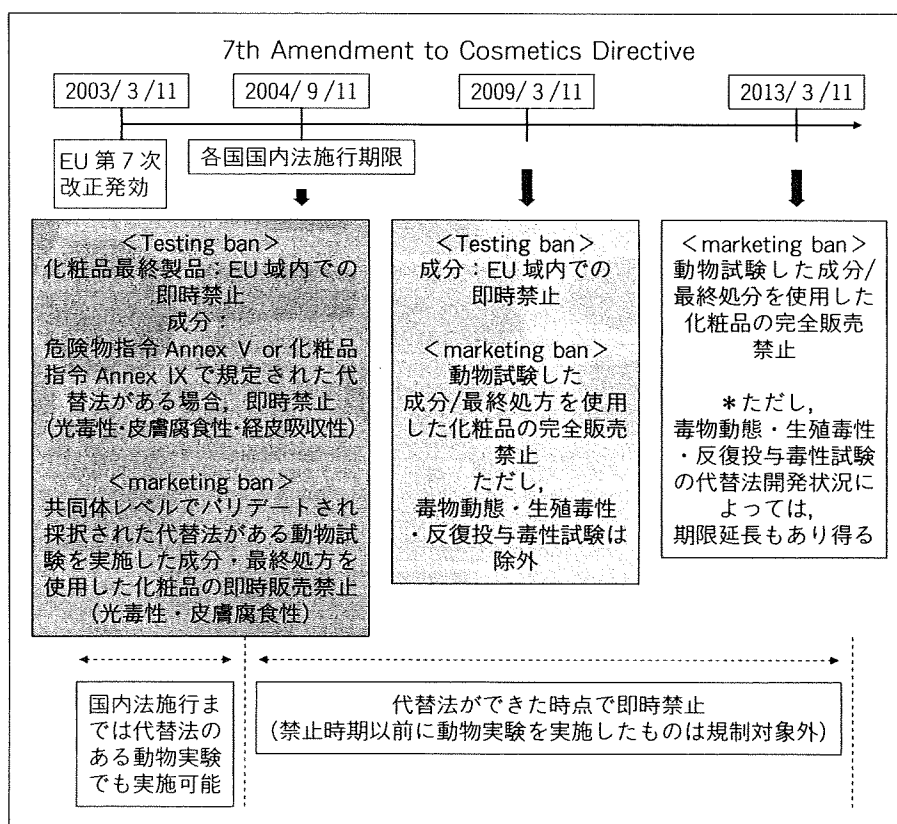 7th Amendment to Cosmetics Directive
2003/3/11
2004/9/11
2009/3/11
2013/3/11
EU 第7次
改正発効
各国国内法施行期限
<Testing ban>
化粧品最終製品：EU 域内での
即時禁止
成分：
危険物指令 Annex V or 化粧品
指令 Annex IX で規定された代
替法がある場合，即時禁止
(光毒性・皮膚腐食性・経皮吸収性)
<marketing ban>
共同体レベルでバリデートされ
採択された代替法がある動物試
験を実施した成分・最終処方を
使用した化粧品の即時販売禁止
(光毒性・皮膚腐食性)
<Testing ban>
成分：EU 域内での
即時禁止
<marketing ban>
動物試験した
成分/最終処方を使用
した化粧品の完全販売
禁止
ただし，
毒物動態・生殖毒性
・反復投与毒性試験は
除外
<marketing ban>
動物試験した成分/
最終処分を使用した
化粧品の完全販売
禁止
＊ただし，
毒物動態・生殖毒性
・反復投与毒性試験
の代替法開発状況に
よっては，
期限延長もあり得る
国内法施行ま
では代替法の
ある動物実験
でも実施可能
代替法ができた時点で即時禁止
(禁止時期以前に動物実験を実施したものは規制対象外)